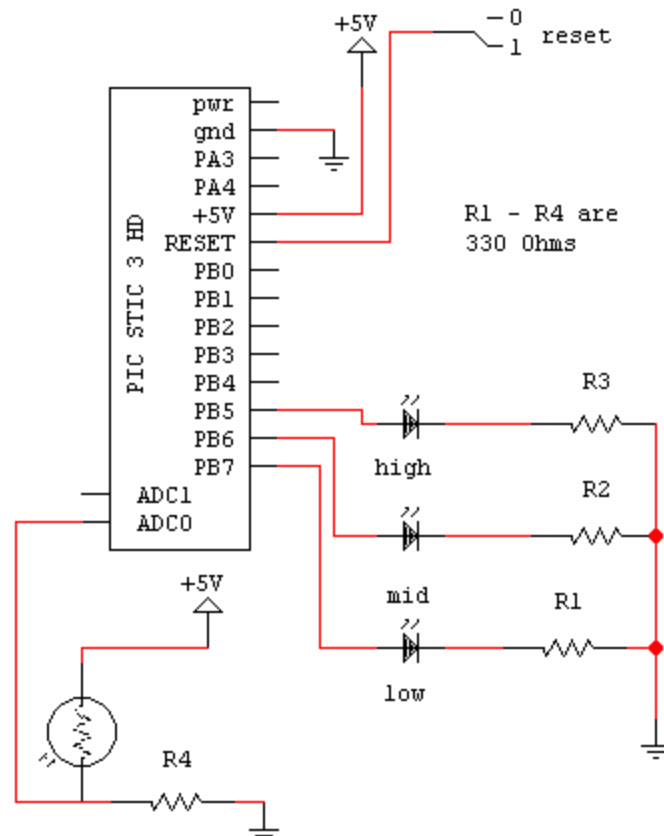 +5V
0
1
reset
pwr
gnd
PA3
PA4
+5V
RESET
PB0
PB1
PB2
PB3
PB4
PB5
PB6
PB7
ADC1
ADC0
PIC STIC 3 HD
R1 - R4 are
330 Ohms
R3
high
R2
mid
R1
low
+5V
R4